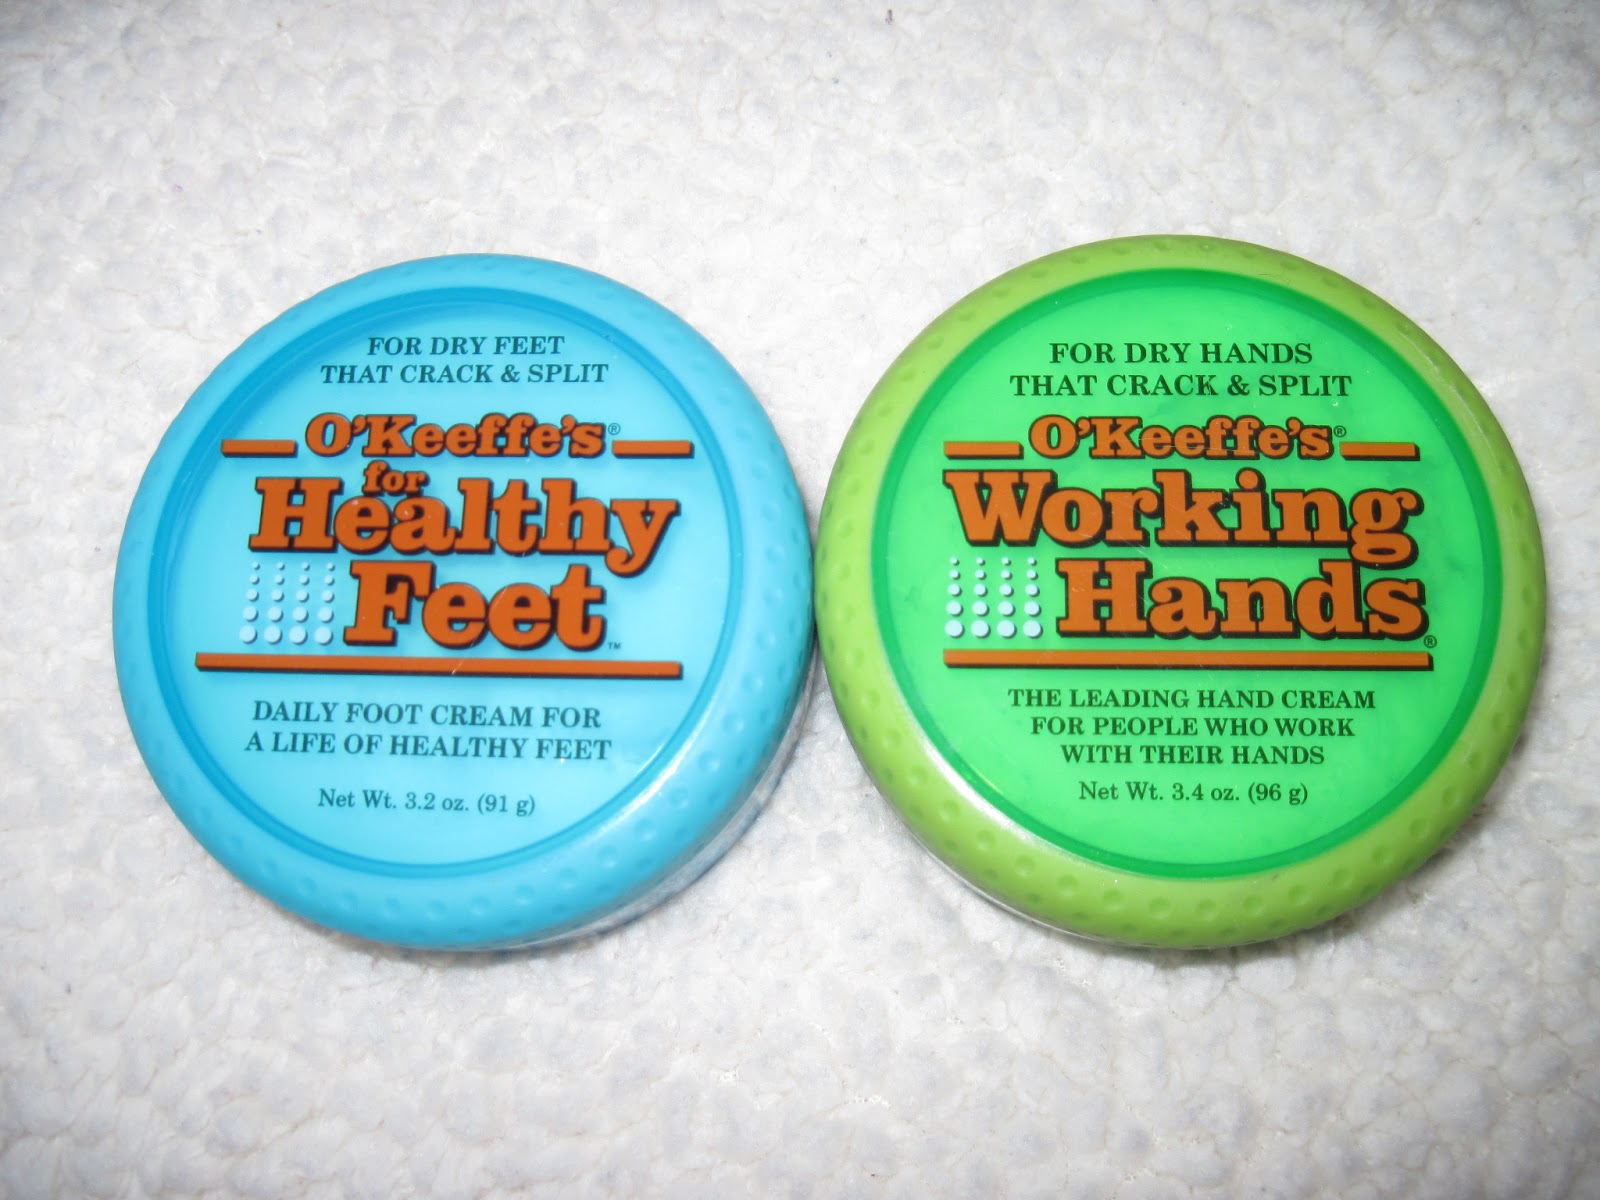 FOR DRY FEET
THAT CRACK & SPLIT
O'Keeffe's®
for
Healthy
Feet™
DAILY FOOT CREAM FOR
A LIFE OF HEALTHY FEET
Net Wt. 3.2 oz. (91 g)
FOR DRY HANDS
THAT CRACK & SPLIT
O'Keeffe's®
Working
Hands®
THE LEADING HAND CREAM
FOR PEOPLE WHO WORK
WITH THEIR HANDS
Net Wt. 3.4 oz. (96 g)